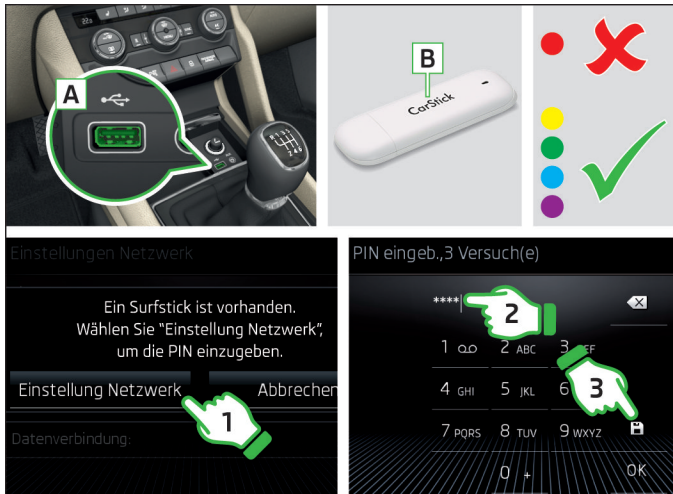 A
B
CarStick
Einstellungen Netzwerk
Ein Surfstick ist vorhanden.
Wählen Sie "Einstellung Netzwerk",
um die PIN einzugeben.
Einstellung Netzwerk
Abbrechen
1
Datenverbindung:
PIN eingeb.,3 Versuch(e)
****
2
1
2 ABC
3
4 GHI
5 JKL
6
3
7 PQRS
8 TUV
9 WXYZ
0 +
OK